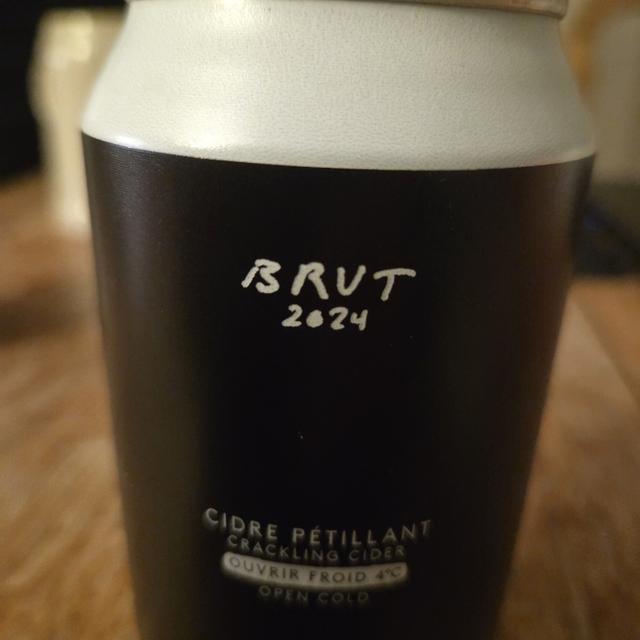 BRUT
2024
CIDRE PÉTILLANT
CRACKLING CIDER
OUVRIR FROID 4°C
OPEN COLD